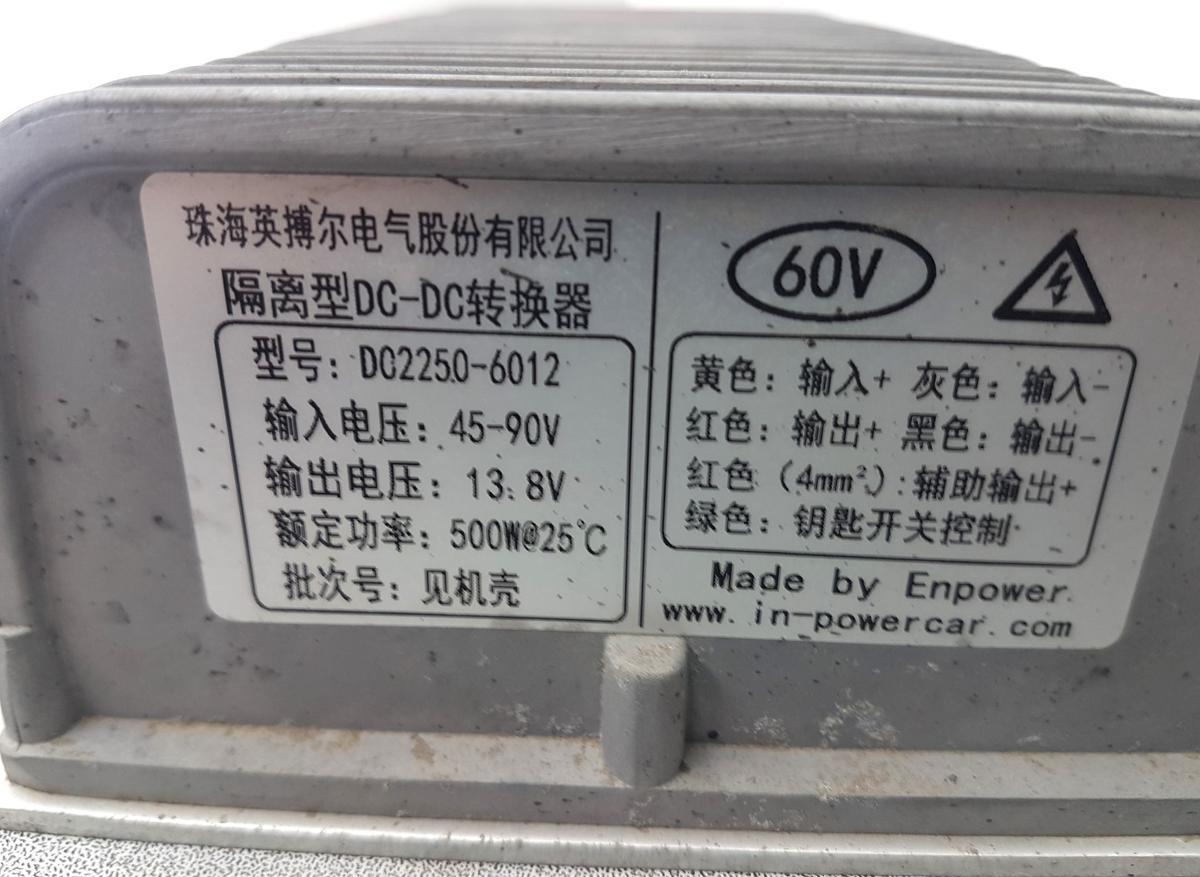 珠海英搏尔电气股份有限公司
隔离型DC-DC转换器
型号：DC2250-6012
输入电压：45-90V
输出电压：13.8V
额定功率：500W@25℃
批次号：见机壳
60V
黄色：输入+ 灰色：输入-
红色：输出+ 黑色：输出-
红色（4mm²）：辅助输出+
绿色：钥匙开关控制
Made by Enpower
www.in-powercar.com